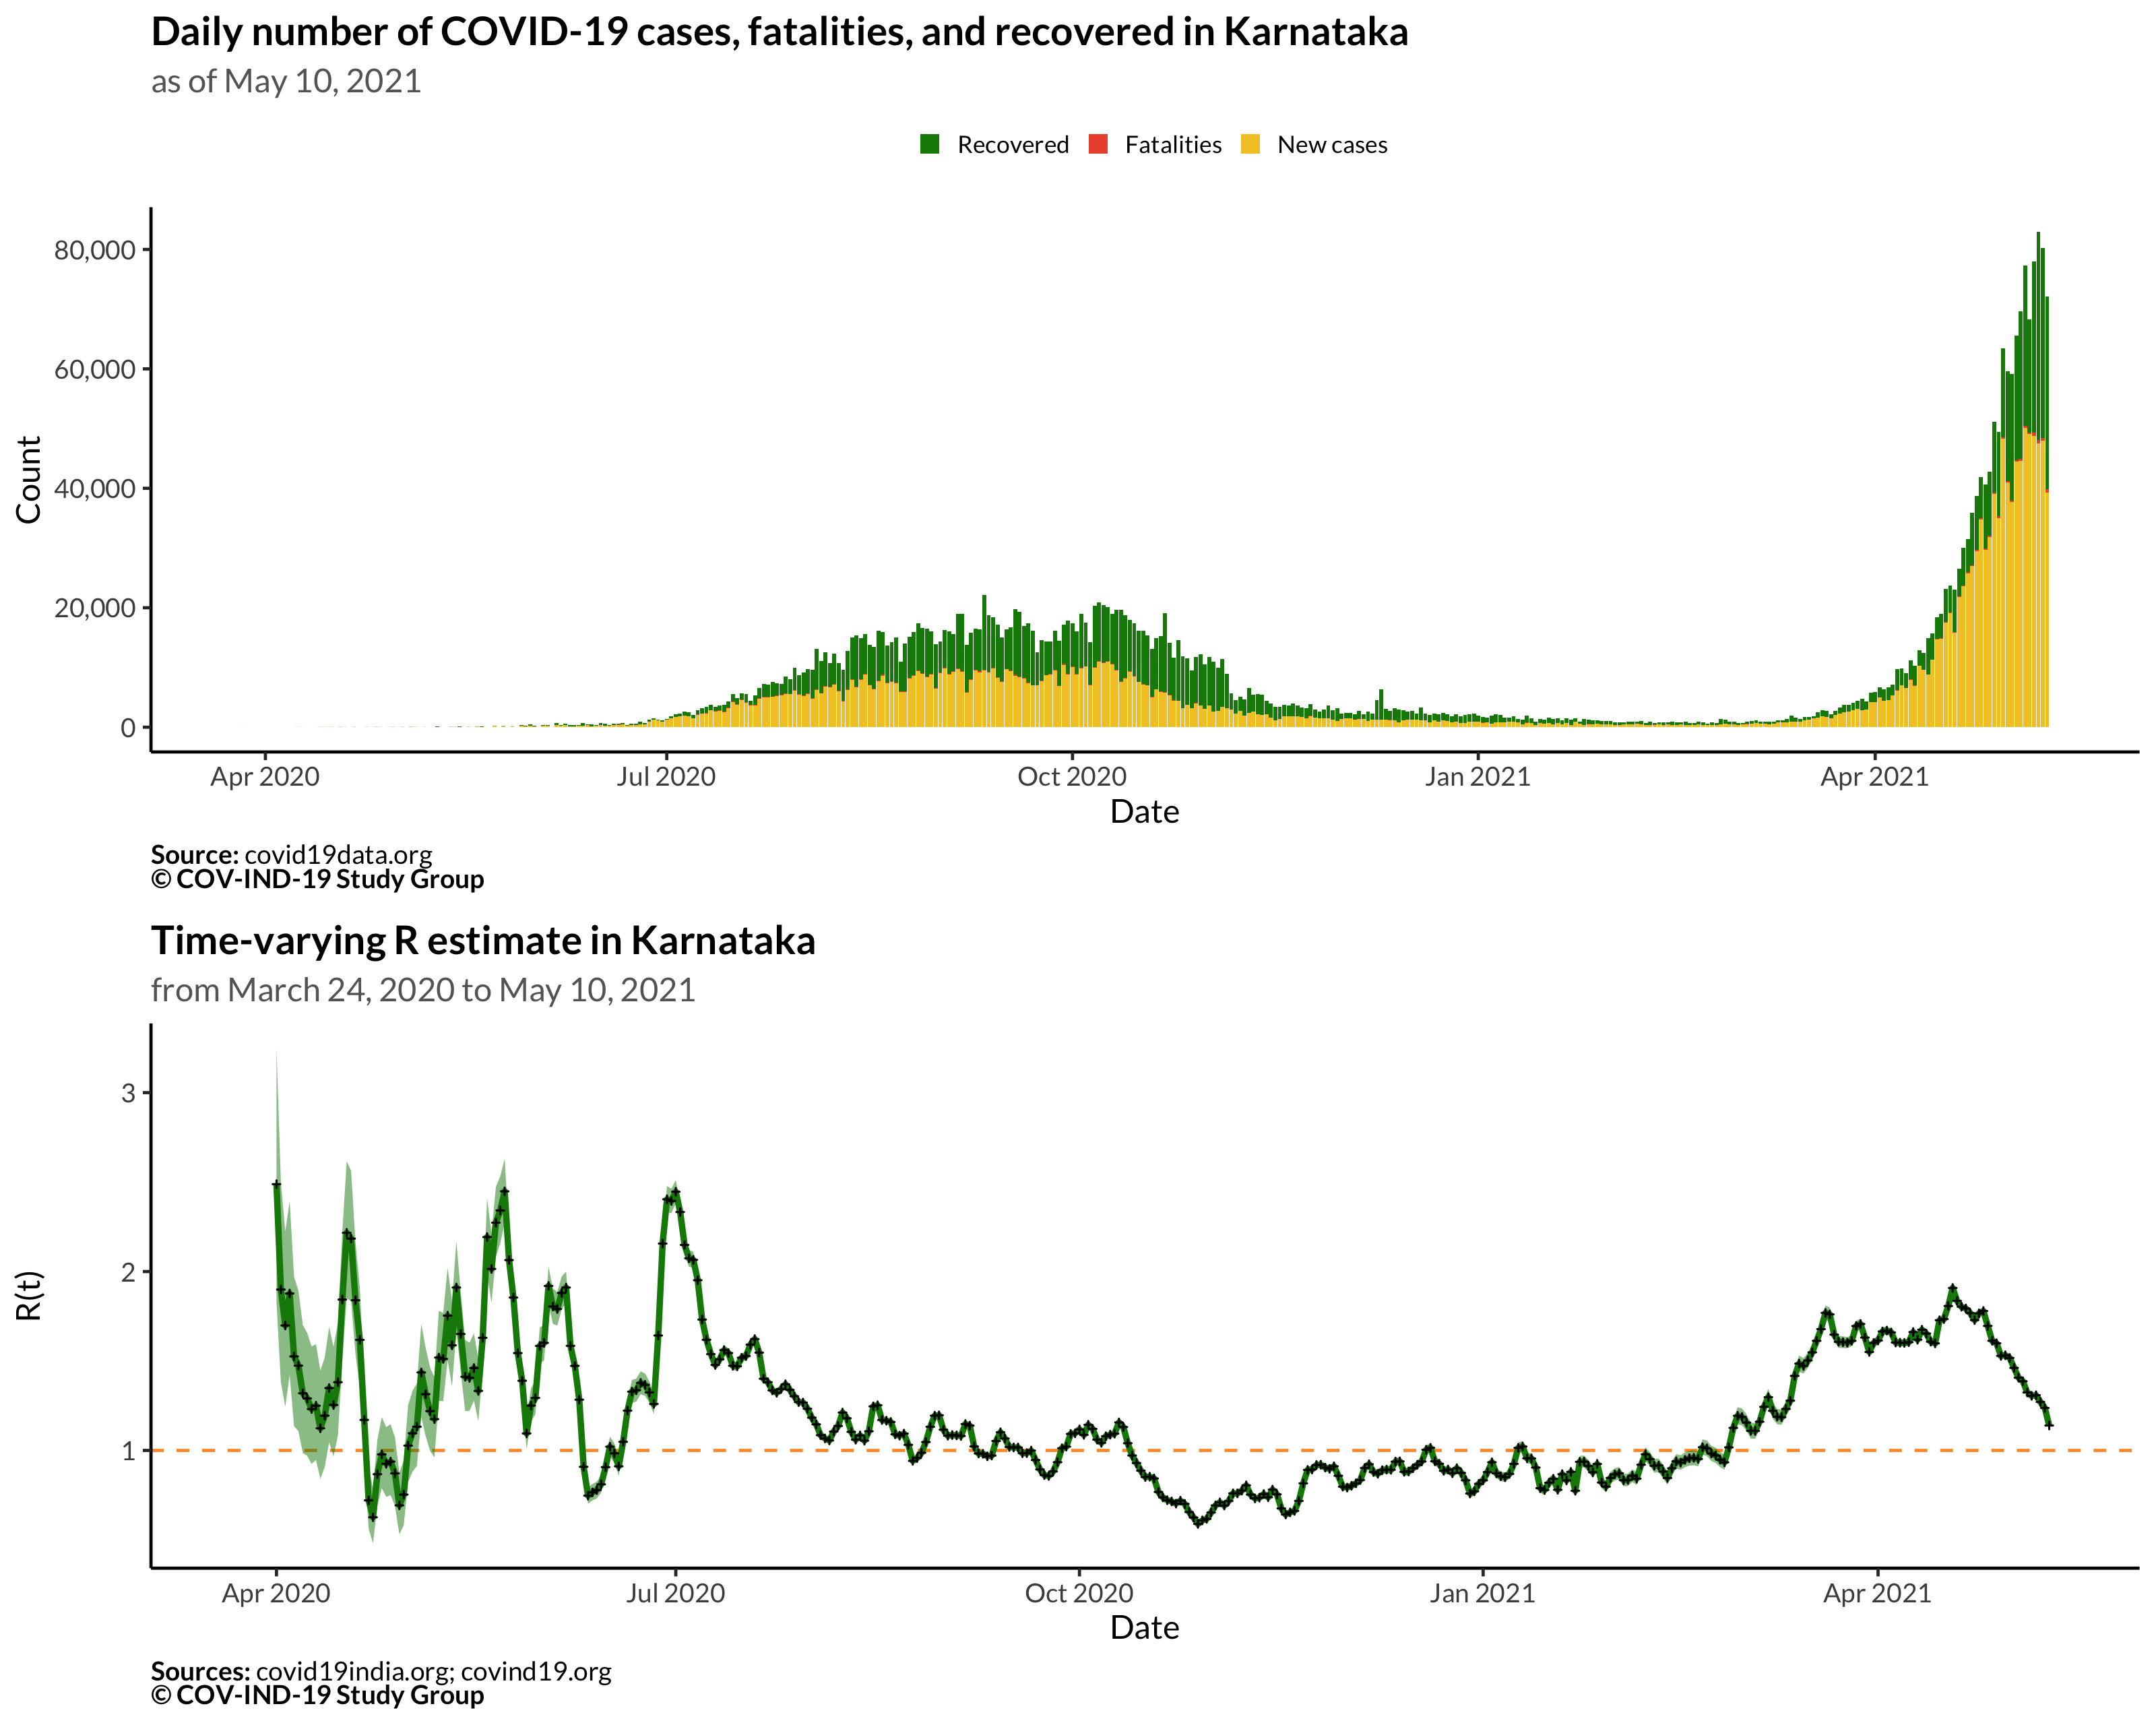 Daily number of COVID-19 cases, fatalities, and recovered in Karnataka
as of May 10, 2021
Recovered Fatalities New cases
Count
80,000
60,000
40,000
20,000
0
Apr 2020 Jul 2020 Oct 2020 Jan 2021 Apr 2021
Date
Source: covid19data.org
© COV-IND-19 Study Group
Time-varying R estimate in Karnataka
from March 24, 2020 to May 10, 2021
R(t)
3
2
1
Apr 2020 Jul 2020 Oct 2020 Jan 2021 Apr 2021
Date
Sources: covid19india.org; covind19.org
© COV-IND-19 Study Group